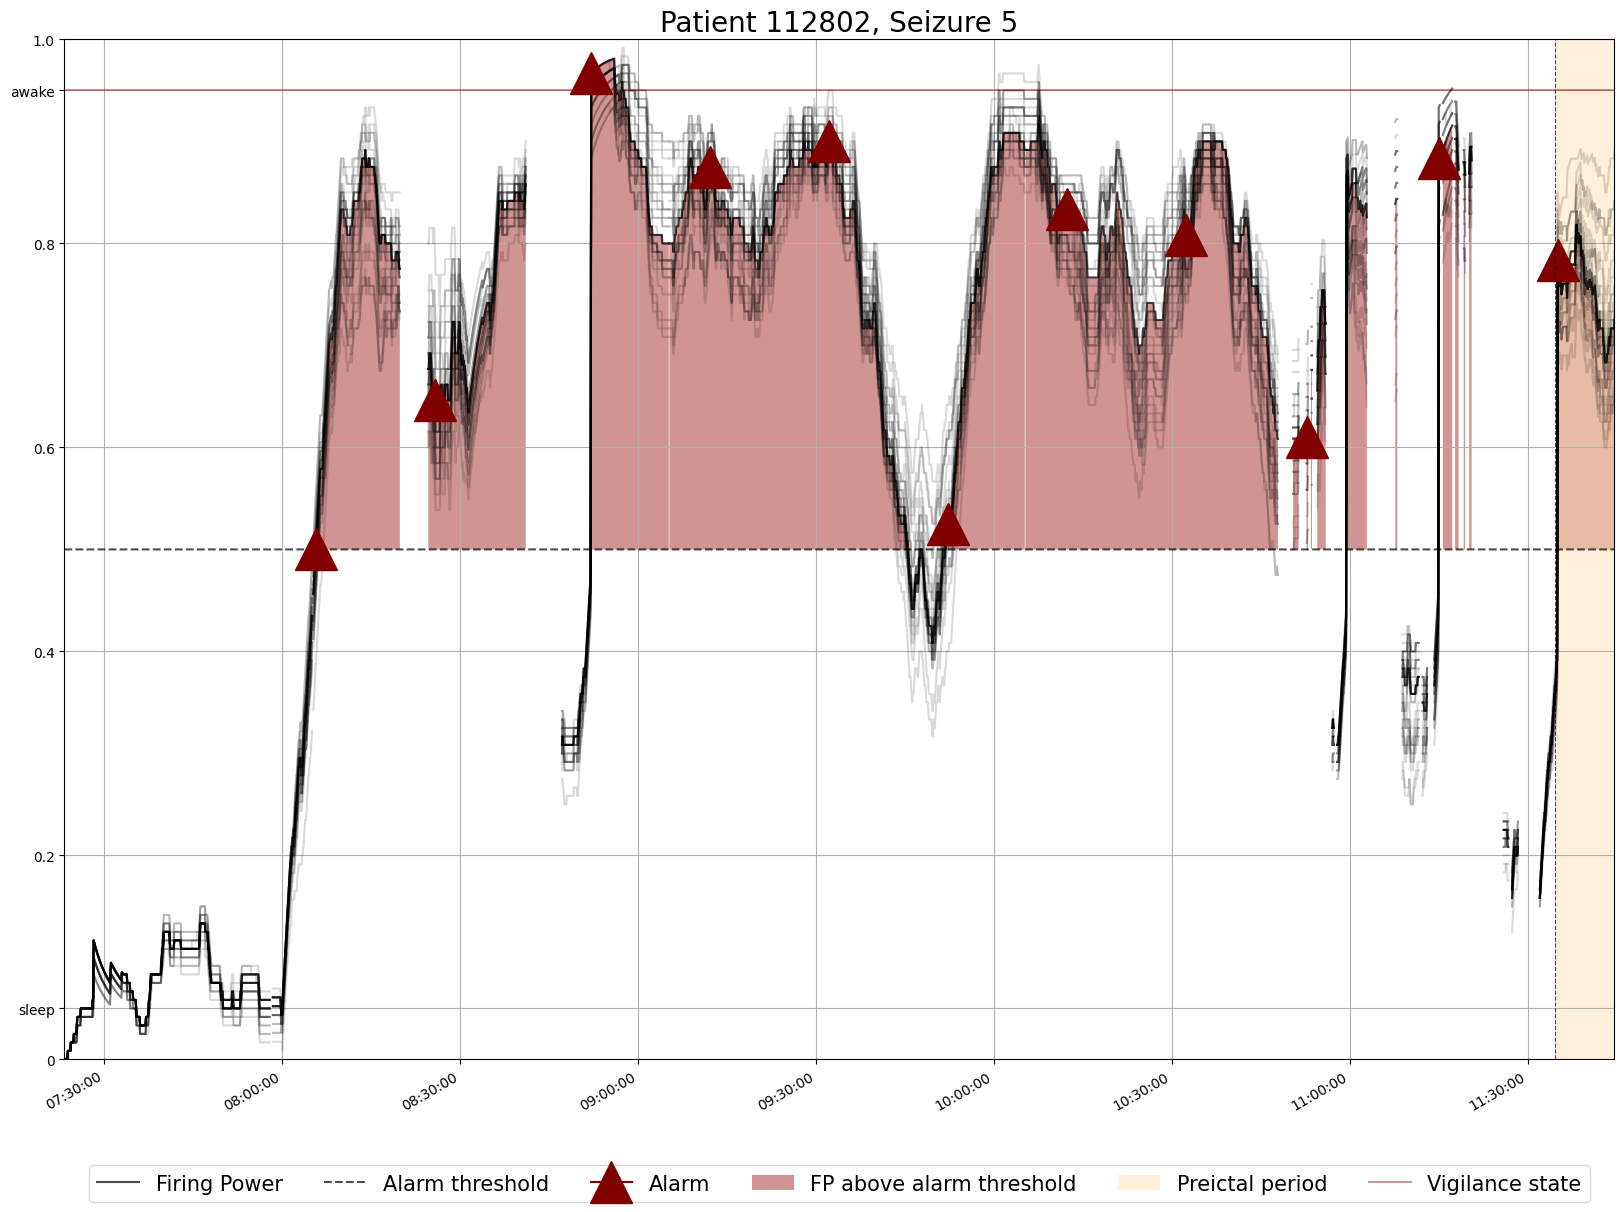 Patient 112802, Seizure 5
1.0
awake
0.8
0.6
0.4
0.2
sleep
0
07:30:00
08:00:00
08:30:00
09:00:00
09:30:00
10:00:00
10:30:00
11:00:00
11:30:00
Firing Power
Alarm threshold
Alarm
FP above alarm threshold
Preictal period
Vigilance state